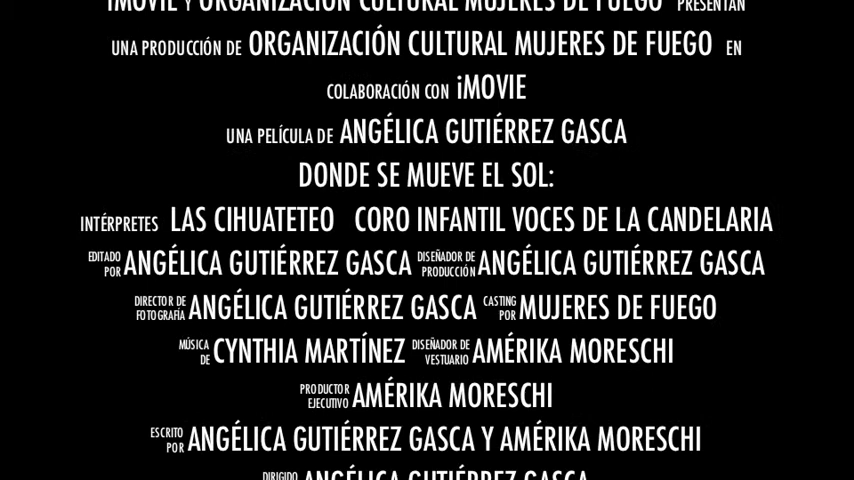 iMOVIE Y ORGANIZACIÓN CULTURAL MUJERES DE FUEGO PRESENTAN
UNA PRODUCCIÓN DE ORGANIZACIÓN CULTURAL MUJERES DE FUEGO EN
COLABORACIÓN CON iMOVIE
UNA PELÍCULA DE ANGÉLICA GUTIÉRREZ GASCA
DONDE SE MUEVE EL SOL:
INTÉRPRETES LAS CIHUATETEO CORO INFANTIL VOCES DE LA CANDELARIA
EDITADO POR ANGÉLICA GUTIÉRREZ GASCA DISEÑADOR DE PRODUCCIÓN ANGÉLICA GUTIÉRREZ GASCA
DIRECTOR DE FOTOGRAFÍA ANGÉLICA GUTIÉRREZ GASCA CASTING POR MUJERES DE FUEGO
MÚSICA DE CYNTHIA MARTÍNEZ DISEÑADOR DE VESTUARIO AMÉRIKA MORESCHI
PRODUCTOR EJECUTIVO AMÉRIKA MORESCHI
ESCRITO POR ANGÉLICA GUTIÉRREZ GASCA Y AMÉRIKA MORESCHI
DIRIGIDO ANGÉLICA GUTIÉRREZ GASCA